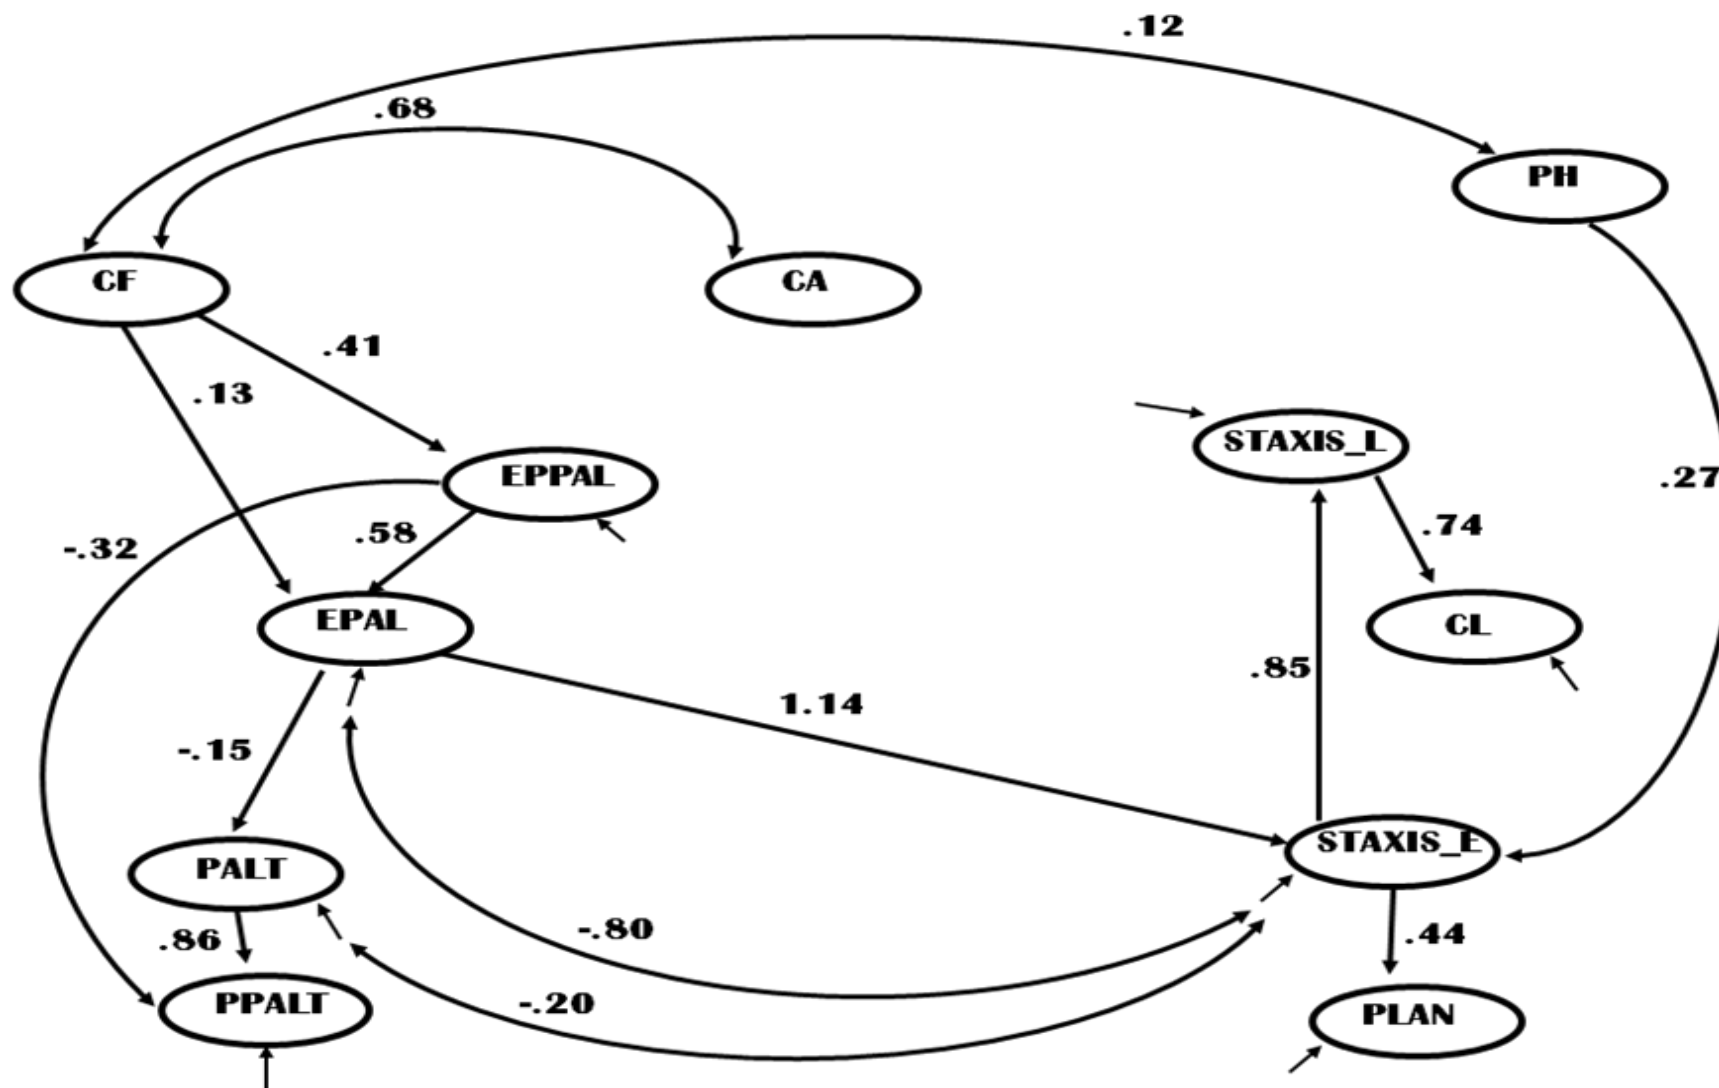 .12
.68
PH
CF
CA
.41
.13
STAXIS_L
EPPAL
.27
.74
.58
-.32
EPAL
CL
.85
1.14
-.15
STAXIS_E
PALT
-.80
.86
.44
-.20
PPALT
PLAN